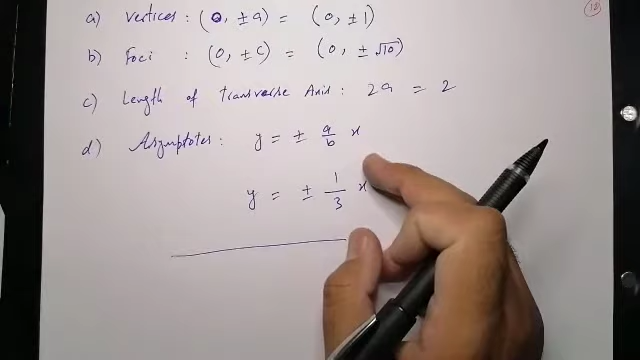 a) Vertices : (0, ±a) = (0, ±1)
b) Foci : (0, ±c) = (0, ±√10)
c) Length of Transverse Axis : 2a = 2
d) Asymptotes : y = ± a/b x
y = ± 1/3 x